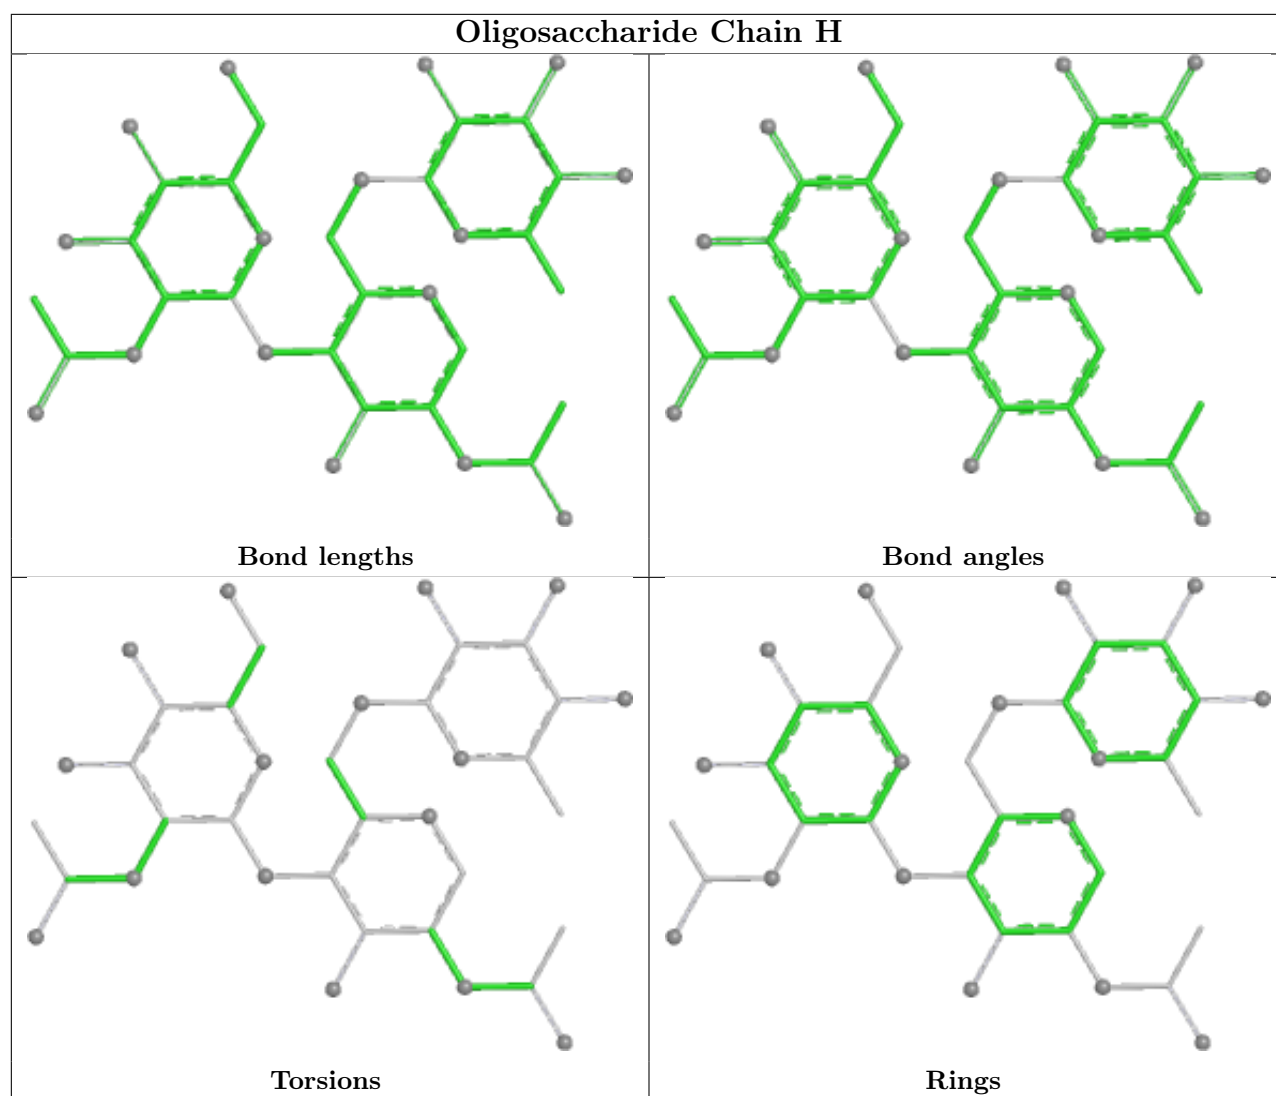 Oligosaccharide Chain H
Bond lengths
Bond angles
Torsions
Rings